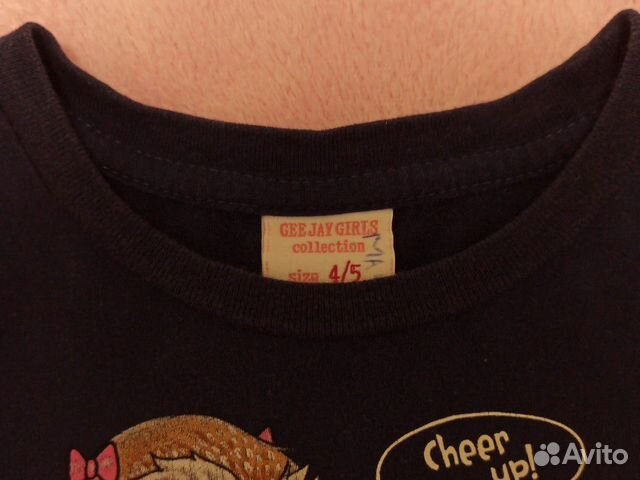 GEE JAY GIRLS
collection
size 4/5
Cheer
up!
Avito